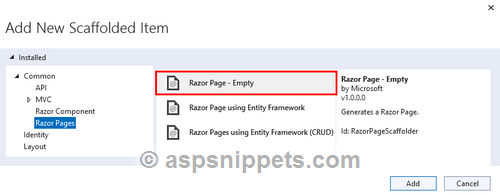 Add New Scaffolded Item
Installed
Common
API
MVC
Razor Component
Razor Pages
Identity
Layout
Razor Page - Empty
Razor Page using Entity Framework
Razor Pages using Entity Framework (CRUD)
Razor Page - Empty
by Microsoft
v1.0.0.0
Generates a Razor Page.
Id: RazorPageScaffolder
© aspsnippets.com
Add
Cancel